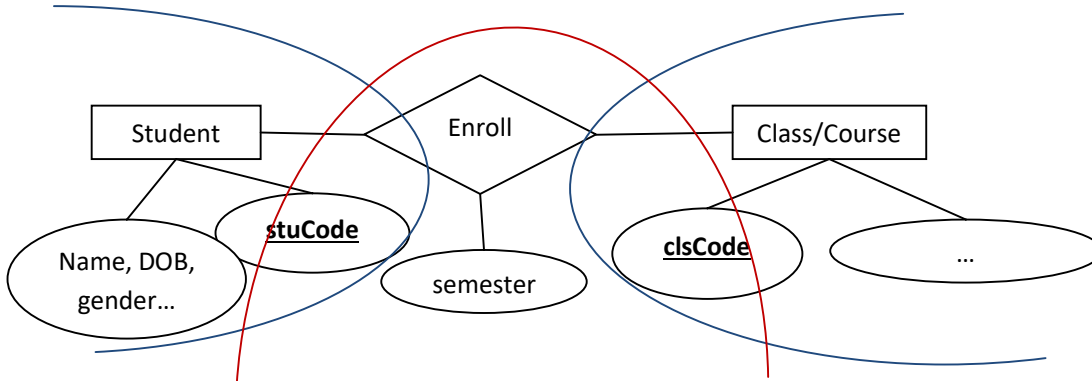 Enroll
Student
Class/Course
stuCode
clsCode
Name, DOB,
gender...
semester
...